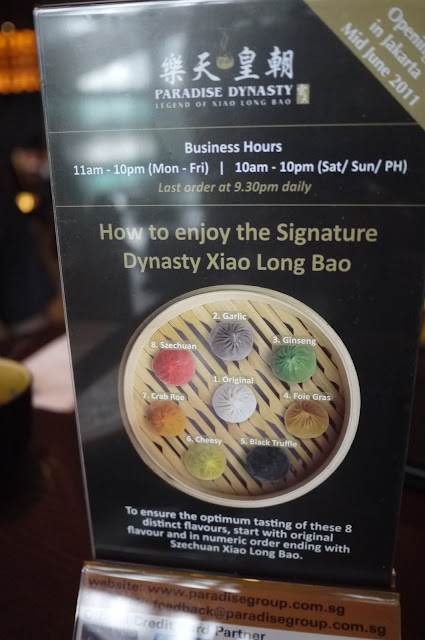 Opening
in Jakarta
Mid June 2011
樂天皇朝
PARADISE DYNASTY
LEGEND OF XIAO LONG BAO
Business Hours
11am - 10pm (Mon - Fri) | 10am - 10pm (Sat/ Sun/ PH)
Last order at 9.30pm daily
How to enjoy the Signature
Dynasty Xiao Long Bao
2. Garlic
8. Szechuan
3. Ginseng
1. Original
7. Crab Roe
4. Foie Gras
6. Cheesy
5. Black Truffle
To ensure the optimum tasting of these 8
distinct flavours, start with original
flavour and in numeric order ending with
Szechuan Xiao Long Bao.
website: www.paradisegroup.com.sg
feedback@paradisegroup.com.sg
Credit Card Partner